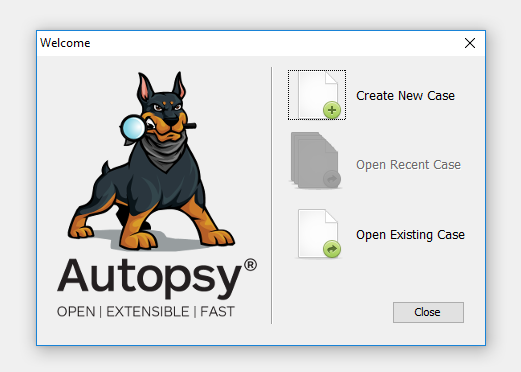 Welcome
Create New Case
Open Recent Case
Open Existing Case
Autopsy®
OPEN | EXTENSIBLE | FAST
Close